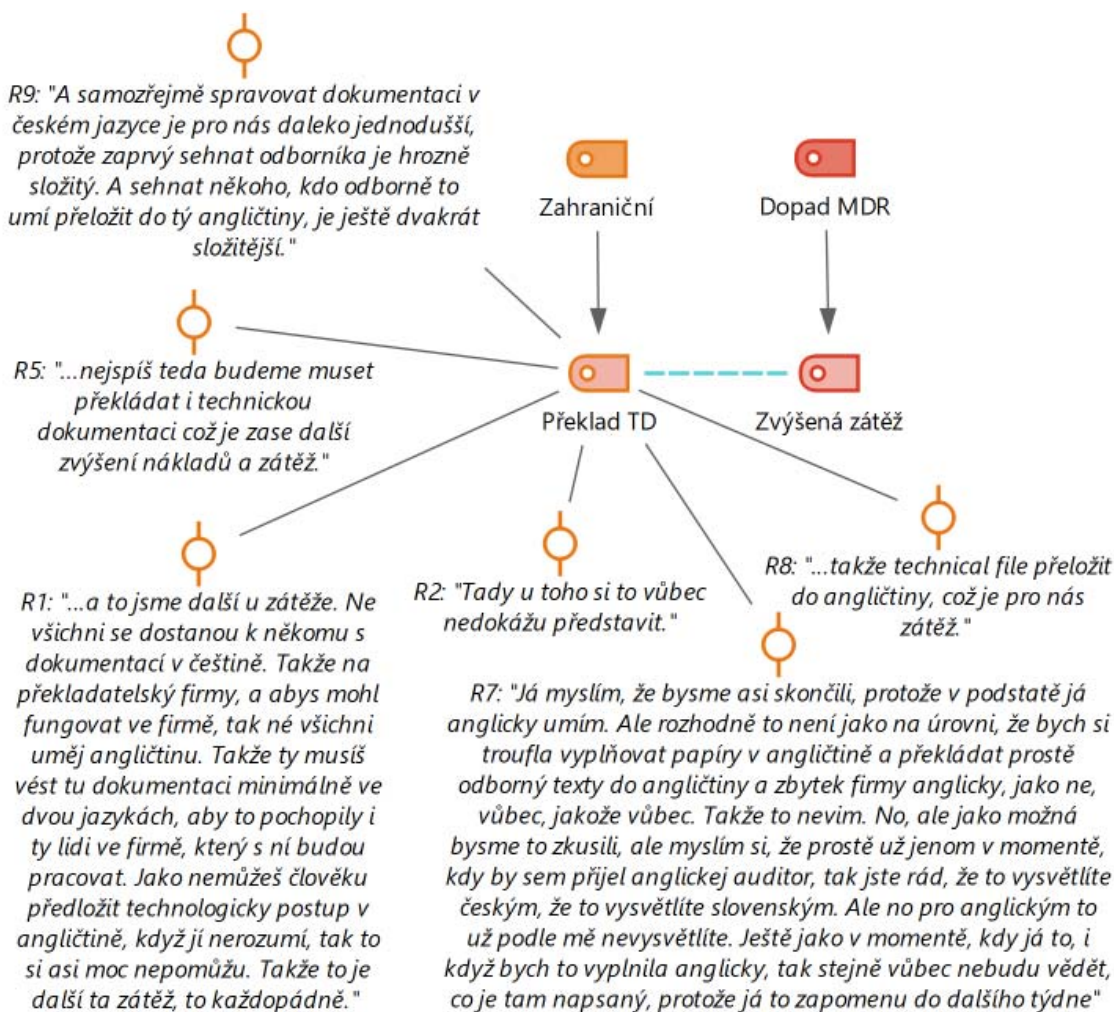 R9: "A samozřejmě spravovat dokumentaci v
českém jazyce je pro nás daleko jednodušší,
protože zaprvý sehnat odborníka je hrozně
složitý. A sehnat někoho, kdo odborně to
umí přeložit do tý angličtiny, je ještě dvakrát
složitější."
Zahraniční
Dopad MDR
R5: "...nejspíš teda budeme muset
překládat i technickou
dokumentaci což je zase další
zvýšení nákladů a zátěž."
Překlad TD
Zvýšená zátěž
R1: "...a to jsme další u zátěže. Ne
všichni se dostanou k někomu s
dokumentací v češtině. Takže na
překladatelský firmy, a abys mohl
fungovat ve firmě, tak né všichni
uměj angličtinu. Takže ty musíš
vést tu dokumentaci minimálně ve
dvou jazykách, aby to pochopily i
ty lidi ve firmě, který s ní budou
pracovat. Jako nemůžeš člověku
předložit technologicky postup v
angličtině, když jí nerozumí, tak to
si asi moc nepomůžu. Takže to je
další ta zátěž, to každopádně."
R2: "Tady u toho si to vůbec
nedokážu představit."
R8: "...takže technical file přeložit
do angličtiny, což je pro nás
zátěž."
R7: "Já myslím, že bysme asi skončili, protože v podstatě já
anglicky umím. Ale rozhodně to není jako na úrovni, že bych si
troufla vyplňovat papíry v angličtině a překládat prostě
odborný texty do angličtiny a zbytek firmy anglicky, jako ne,
vůbec, jakože vůbec. Takže to nevim. No, ale jako možná
bysme to zkusili, ale myslím si, že prostě už jenom v momentě,
kdy by sem přijel anglickej auditor, tak jste rád, že to vysvětlíte
českým, že to vysvětlíte slovenským. Ale no pro anglickým to
už podle mě nevysvětlíte. Ještě jako v momentě, kdy já to, i
když bych to vyplnila anglicky, tak stejně vůbec nebudu vědět,
co je tam napsaný, protože já to zapomenu do dalšího týdne"